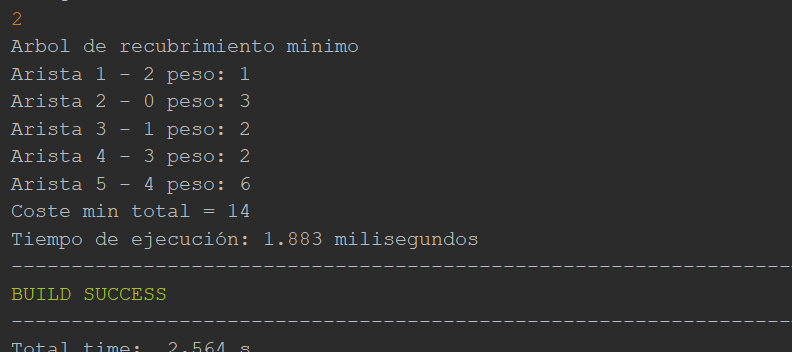 2
Arbol de recubrimiento minimo
Arista 1 - 2 peso: 1
Arista 2 - 0 peso: 3
Arista 3 - 1 peso: 2
Arista 4 - 3 peso: 2
Arista 5 - 4 peso: 6
Coste min total = 14
Tiempo de ejecución: 1.883 milisegundos
------------------------------------------------------------------
BUILD SUCCESS
------------------------------------------------------------------
Total time:  2.564 s